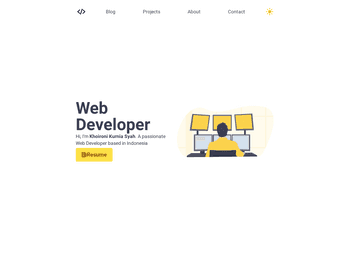 Blog Projects About Contact
Web
Developer
Hi, I'm Khoironi Kurnia Syah. A passionate
Web Developer based in Indonesia
Resume